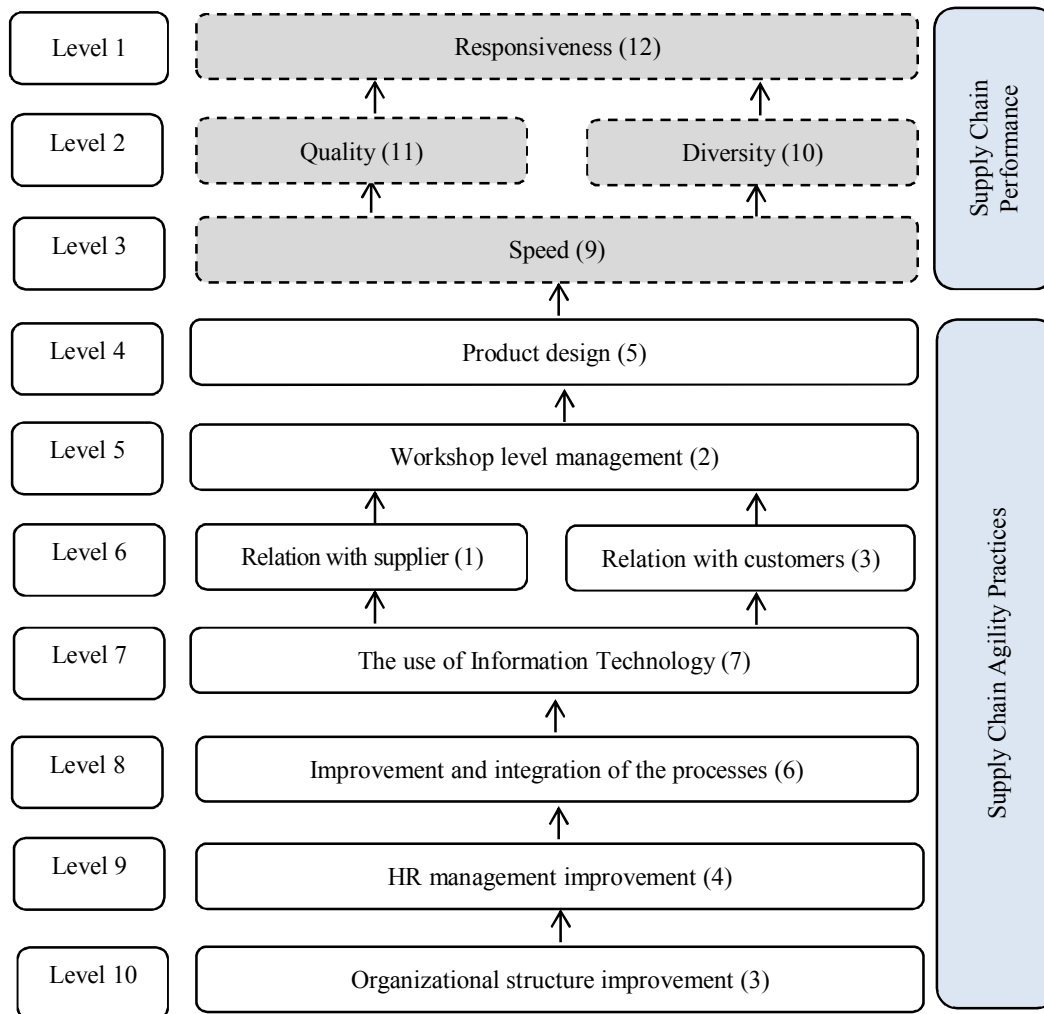 Level 1
Responsiveness (12)
Level 2
Quality (11)
Diversity (10)
Level 3
Speed (9)
Supply Chain
Performance
Level 4
Product design (5)
Level 5
Workshop level management (2)
Level 6
Relation with supplier (1)
Relation with customers (3)
Level 7
The use of Information Technology (7)
Level 8
Improvement and integration of the processes (6)
Level 9
HR management improvement (4)
Level 10
Organizational structure improvement (3)
Supply Chain Agility Practices